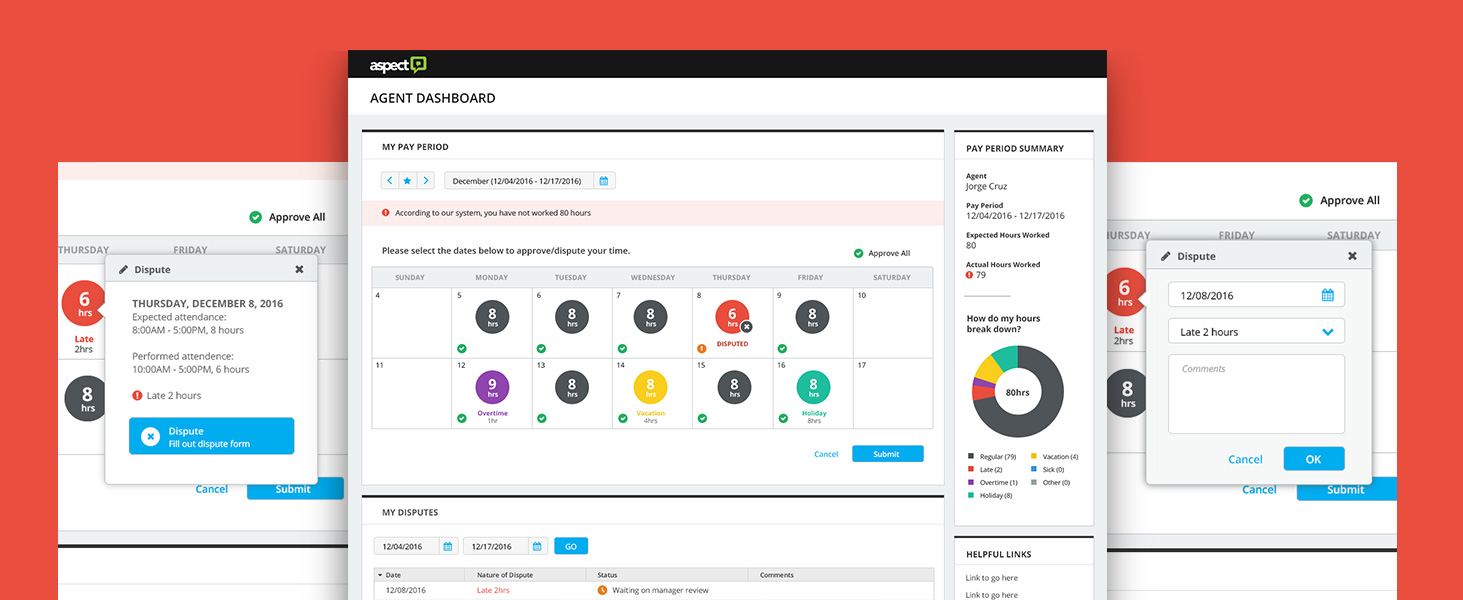 aspect
AGENT DASHBOARD
MY PAY PERIOD
December (12/04/2016 - 12/17/2016)
According to our system, you have not worked 80 hours
Please select the dates below to approve/dispute your time.
Approve All
SUNDAY MONDAY TUESDAY WEDNESDAY THURSDAY FRIDAY SATURDAY
4 5 6 7 8 9 10
8 8 8 6 8
hrs hrs hrs hrs hrs
DISPUTED
11 12 13 14 15 16 17
9 8 8 8 8
hrs hrs hrs hrs hrs
Overtime Vacation Holiday
1hr 4hrs 8hrs
Cancel Submit
MY DISPUTES
12/04/2016 12/17/2016 GO
Date Nature of Dispute Status Comments
12/08/2016 Late 2hrs Waiting on manager review
PAY PERIOD SUMMARY
Agent
Jorge Cruz
Pay Period
12/04/2016 - 12/17/2016
Expected Hours Worked
80
Actual Hours Worked
79
How do my hours
break down?
80hrs
Regular (79) Vacation (4)
Late (2) Sick (0)
Overtime (1) Other (0)
Holiday (8)
HELPFUL LINKS
Link to go here
Link to go here
Approve All
THURSDAY FRIDAY SATURDAY
6
hrs
Late
2hrs
8
hrs
Dispute
THURSDAY, DECEMBER 8, 2016
Expected attendance:
8:00AM - 5:00PM, 8 hours
Performed attendence:
10:00AM - 5:00PM, 6 hours
Late 2 hours
Dispute
Fill out dispute form
Cancel Submit
Approve All
URSDAY FRIDAY SATURDAY
6
hrs
Late
2hrs
8
hrs
Dispute
12/08/2016
Late 2 hours
Comments
Cancel OK
Cancel Submit